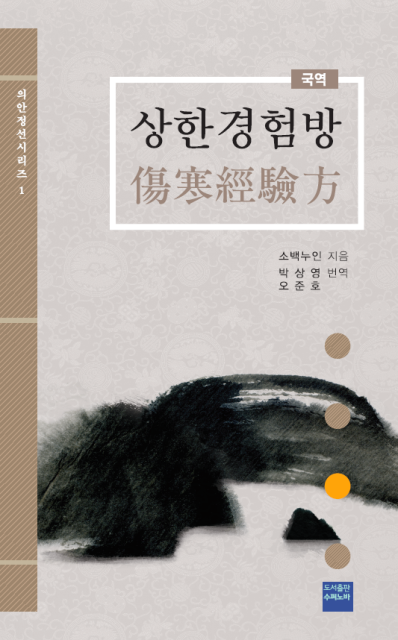 의안정선시리즈 1
국역
상한경험방
傷寒經驗方
소백누인 지음
박상영 번역
오준호
도서출판
수퍼노바